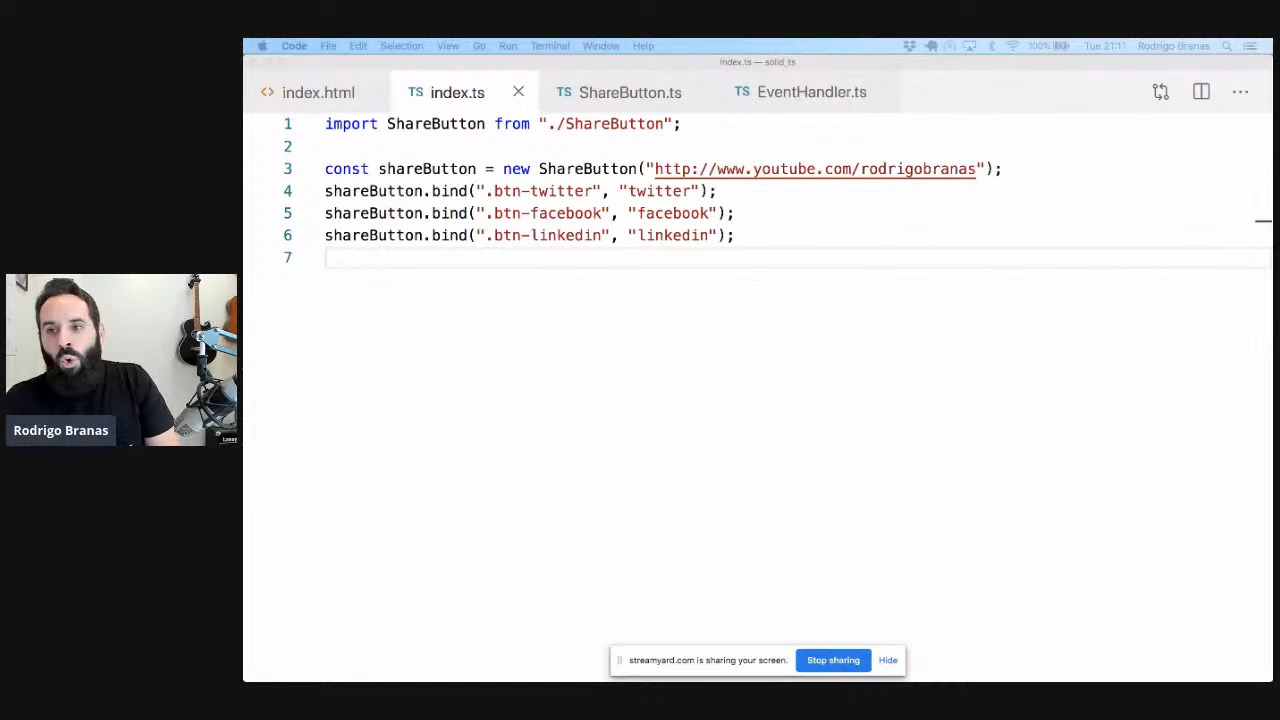 Code File Edit Selection View Go Run Terminal Window Help 100% Tue 21:11 Rodrigo Branas
index.ts — solid_ts
<> index.html TS index.ts TS ShareButton.ts TS EventHandler.ts
1 import ShareButton from "./ShareButton";
2
3 const shareButton = new ShareButton("http://www.youtube.com/rodrigobranas");
4 shareButton.bind(".btn-twitter", "twitter");
5 shareButton.bind(".btn-facebook", "facebook");
6 shareButton.bind(".btn-linkedin", "linkedin");
7
Rodrigo Branas
streamyard.com is sharing your screen. Stop sharing Hide